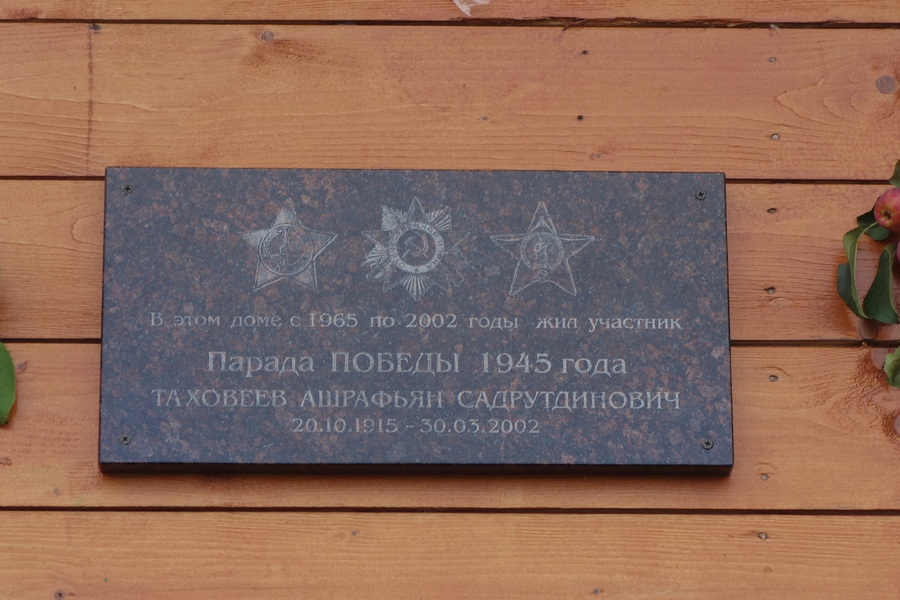 В этом доме с 1965 по 2002 годы жил участник
Парада ПОБЕДЫ 1945 года
ТАХОВЕЕВ АШРАФЬЯН САДРУТДИНОВИЧ
20.10.1915 - 30.03.2002